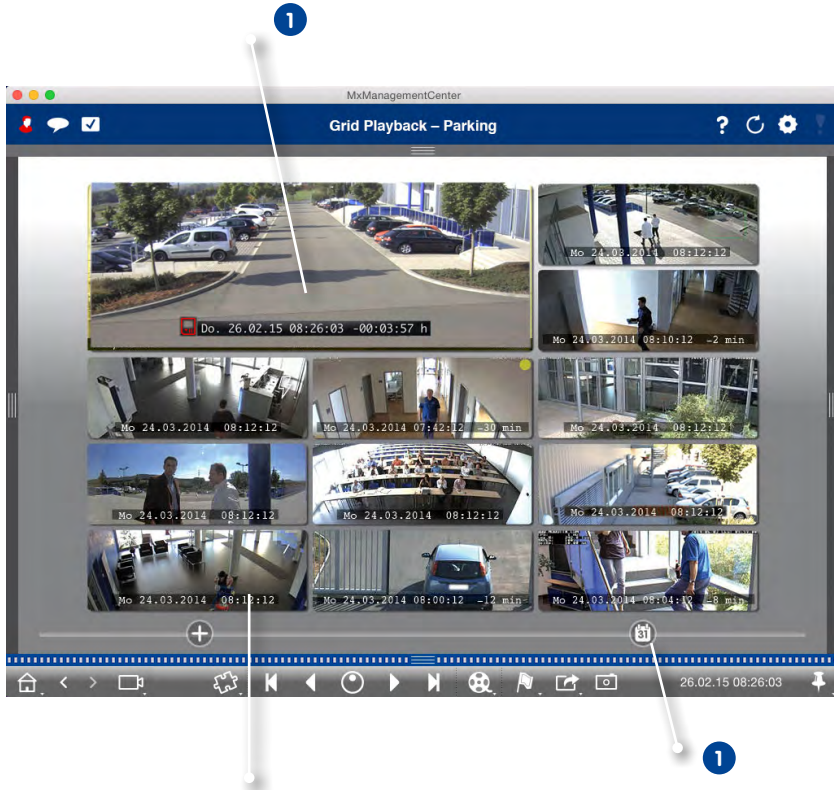 1
MxManagementCenter
Grid Playback – Parking
?
Mo 24.03.2014 08:12:12
Do. 26.02.15 08:26:03 -00:03:57 h
Mo 24.03.2014 08:10:12 -2 min
Mo 24.03.2014 08:12:12
Mo 24.03.2014 07:42:12 -30 min
Mo 24.03.2014 08:12:12
Mo 24.03.2014 08:12:12
Mo 24.03.2014 08:12:12
Mo 24.03.2014 08:12:12
Mo 24.03.2014 08:12:12
Mo 24.03.2014 08:00:12 -12 min
Mo 24.03.2014 08:04:12 -8 min
31
26.02.15 08:26:03
1